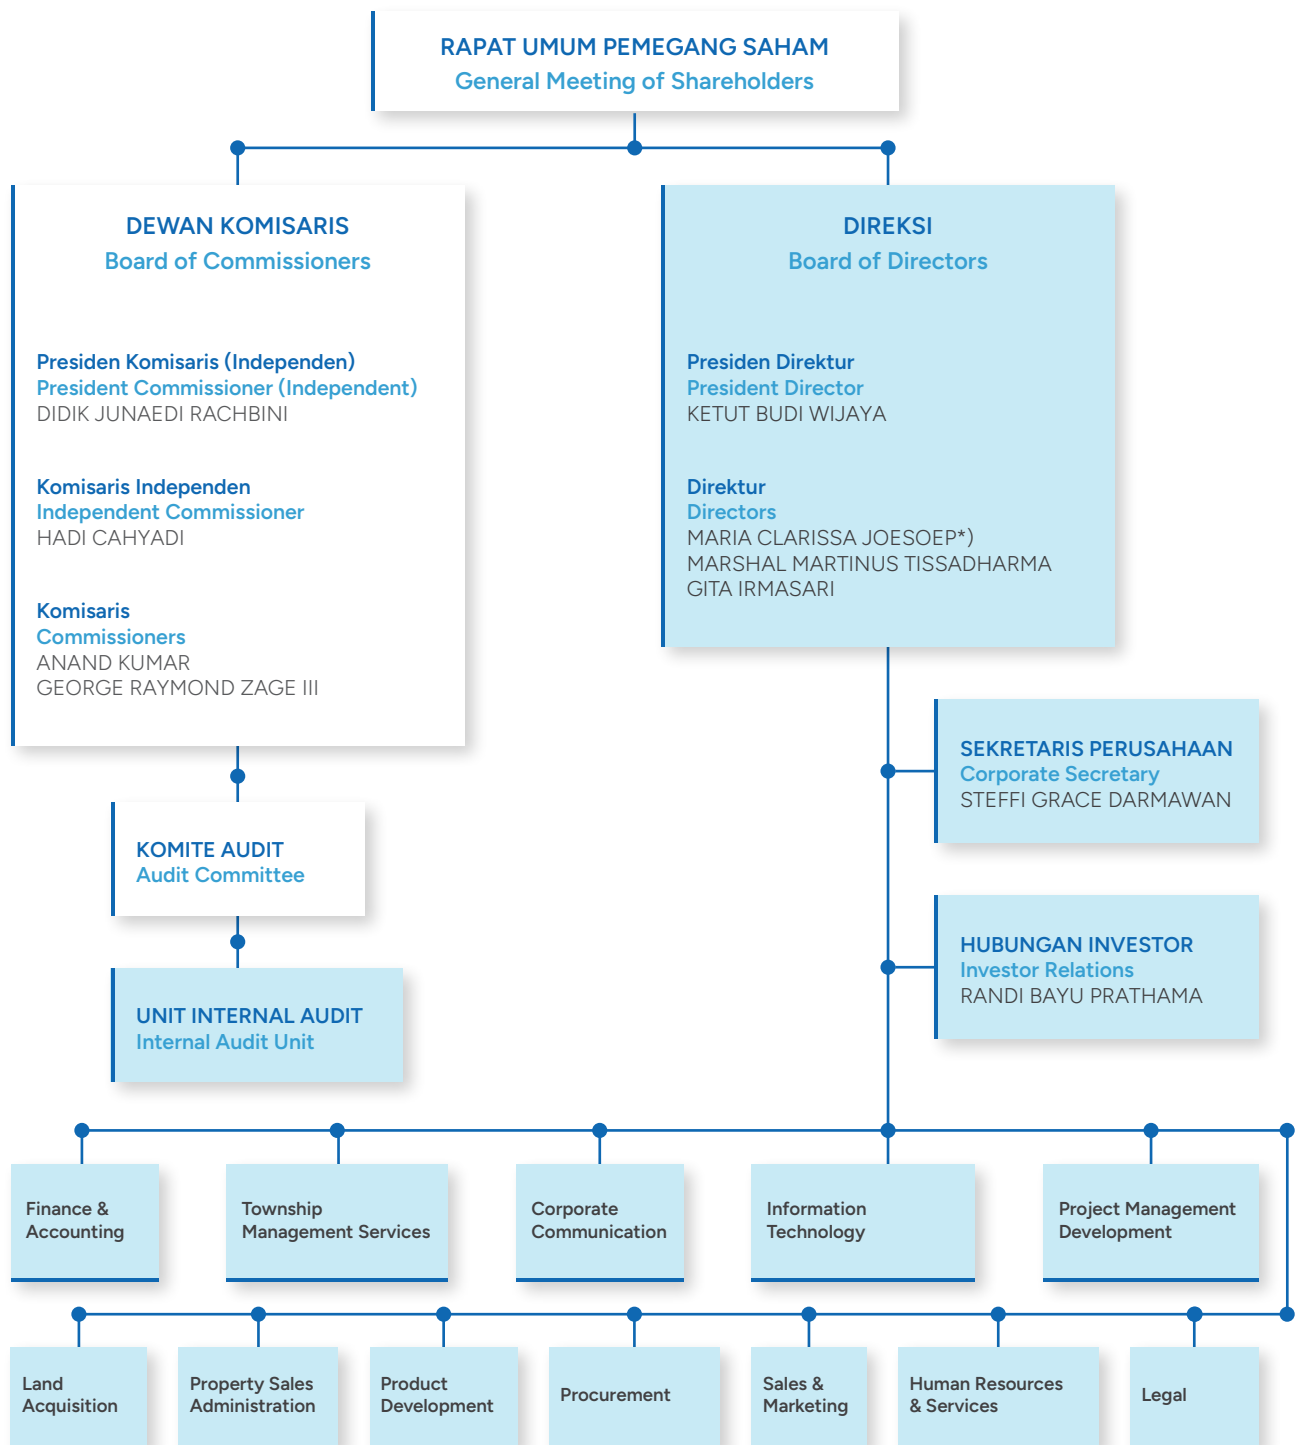 RAPAT UMUM PEMEGANG SAHAM
General Meeting of Shareholders
DEWAN KOMISARIS
Board of Commissioners
Presiden Komisaris (Independen)
President Commissioner (Independent)
DIDIK JUNAEDI RACHBINI
Komisaris Independen
Independent Commissioner
HADI CAHYADI
Komisaris
Commissioners
ANAND KUMAR
GEORGE RAYMOND ZAGE III
DIREKSI
Board of Directors
Presiden Direktur
President Director
KETUT BUDI WIJAYA
Direktur
Directors
MARIA CLARISSA JOESOEP*)
MARSHAL MARTINUS TISSADHARMA
GITA IRMASARI
KOMITE AUDIT
Audit Committee
UNIT INTERNAL AUDIT
Internal Audit Unit
SEKRETARIS PERUSAHAAN
Corporate Secretary
STEFFI GRACE DARMAWAN
HUBUNGAN INVESTOR
Investor Relations
RANDI BAYU PRATHAMA
Finance &
Accounting
Township
Management Services
Corporate
Communication
Information
Technology
Project Management
Development
Land
Acquisition
Property Sales
Administration
Product
Development
Procurement
Sales &
Marketing
Human Resources
& Services
Legal